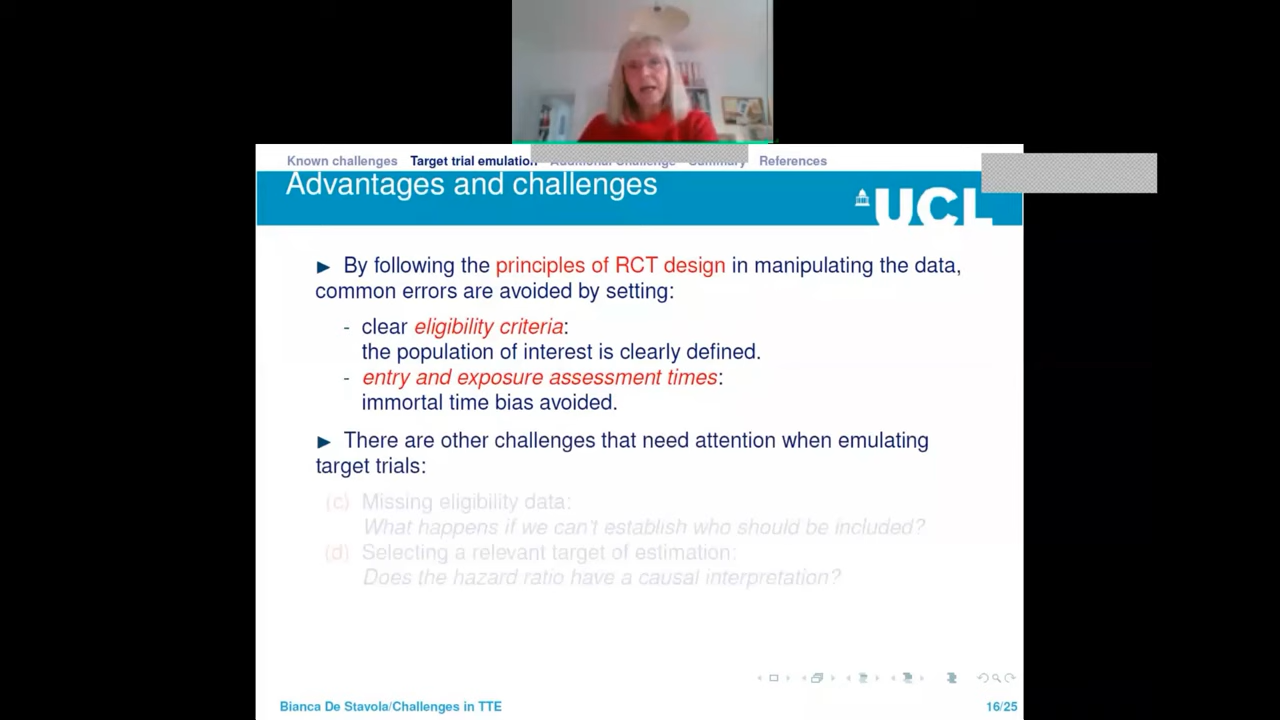 Known challenges Target trial emulation Additional Challenge Summary References
Advantages and challenges
UCL
► By following the principles of RCT design in manipulating the data,
common errors are avoided by setting:
- clear eligibility criteria:
the population of interest is clearly defined.
- entry and exposure assessment times:
immortal time bias avoided.
► There are other challenges that need attention when emulating
target trials:
(c) Missing eligibility data:
What happens if we can't establish who should be included?
(d) Selecting a relevant target of estimation:
Does the hazard ratio have a causal interpretation?
Bianca De Stavola/Challenges in TTE 16/25